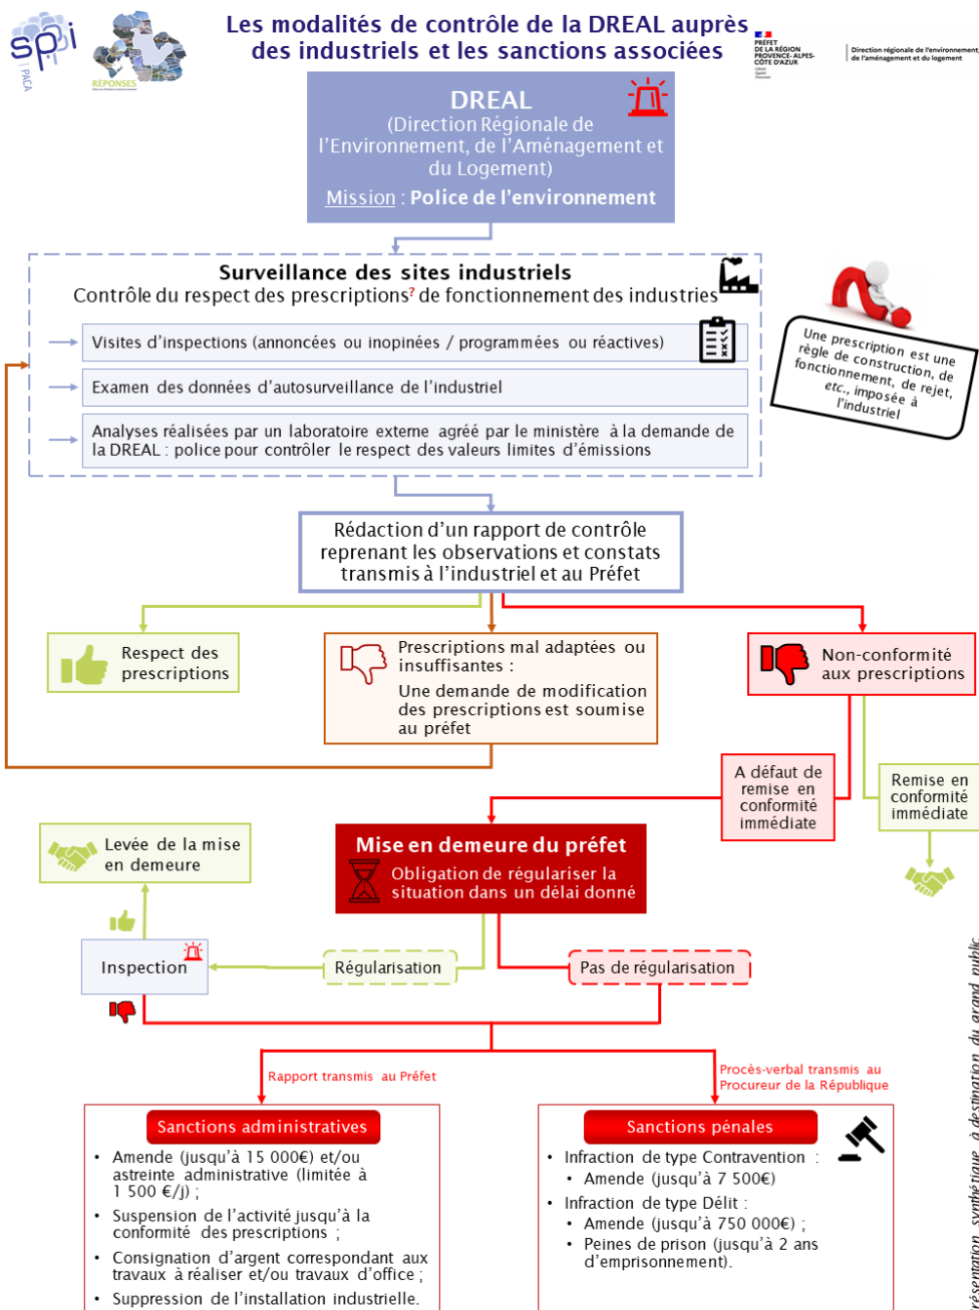 Les modalités de contrôle de la DREAL auprès
des industriels et les sanctions associées
sppi
PACA
RÉPONSES
PRÉFET
DE LA RÉGION
PROVENCE-ALPES-
CÔTE D'AZUR
Liberté
Égalité
Fraternité
Direction régionale de l'environnement,
de l'aménagement et du logement
DREAL
(Direction Régionale de
l'Environnement, de l'Aménagement et
du Logement)
Mission : Police de l'environnement
Surveillance des sites industriels
Contrôle du respect des prescriptions? de fonctionnement des industries
Visites d'inspections (annoncées ou inopinées / programmées ou réactives)
Examen des données d'autosurveillance de l'industriel
Analyses réalisées par un laboratoire externe agréé par le ministère à la demande de
la DREAL : police pour contrôler le respect des valeurs limites d'émissions
Une prescription est une
règle de construction, de
fonctionnement, de rejet,
etc., imposée à
l'industriel
Rédaction d'un rapport de contrôle
reprenant les observations et constats
transmis à l'industriel et au Préfet
Respect des
prescriptions
Prescriptions mal adaptées ou
insuffisantes :
Une demande de modification
des prescriptions est soumise
au préfet
Non-conformité
aux prescriptions
A défaut de
remise en
conformité
immédiate
Remise en
conformité
immédiate
Mise en demeure du préfet
Obligation de régulariser la
situation dans un délai donné
Levée de la mise
en demeure
Inspection
Régularisation
Pas de régularisation
Rapport transmis au Préfet
Procès-verbal transmis au
Procureur de la République
Sanctions administratives
• Amende (jusqu'à 15 000€) et/ou
astreinte administrative (limitée à
1 500 €/j) ;
• Suspension de l'activité jusqu'à la
conformité des prescriptions ;
• Consignation d'argent correspondant aux
travaux à réaliser et/ou travaux d'office ;
• Suppression de l'installation industrielle.
Sanctions pénales
• Infraction de type Contravention :
• Amende (jusqu'à 7 500€)
• Infraction de type Délit :
• Amende (jusqu'à 750 000€) ;
• Peines de prison (jusqu'à 2 ans
d'emprisonnement).
résentation synthétique à destination du grand public